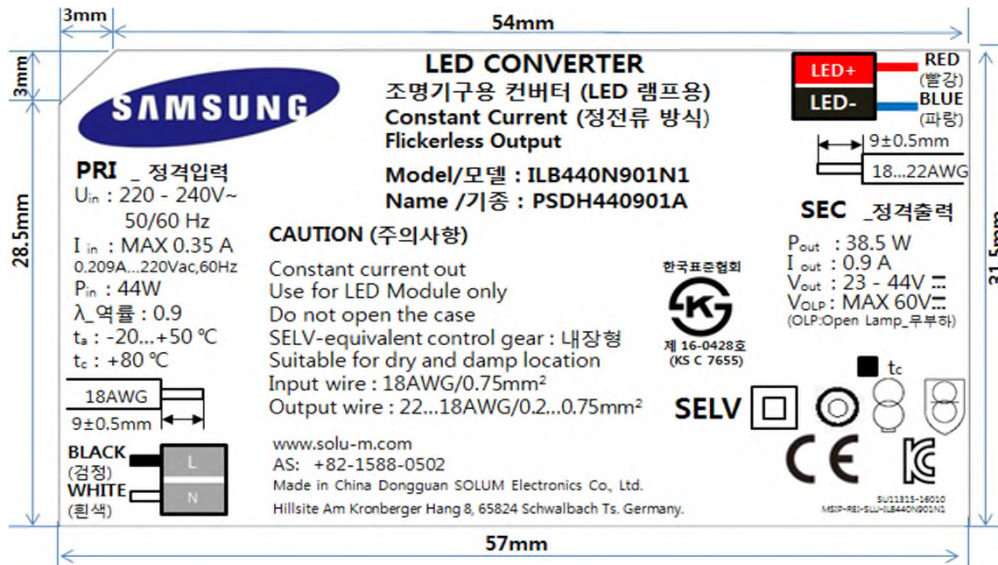 3mm
54mm
3mm
28.5mm
31.5mm
57mm
SAMSUNG
LED CONVERTER
조명기구용 컨버터 (LED 램프용)
Constant Current (정전류 방식)
Flickerless Output
Model/모델 : ILB440N901N1
Name /기종 : PSDH440901A
LED+
RED
(빨강)
LED-
BLUE
(파랑)
9±0.5mm
18...22AWG
PRI _ 정격입력
Uin : 220 - 240V~
50/60 Hz
I in : MAX 0.35 A
0.209A...220Vac,60Hz
Pin : 44W
λ_역률 : 0.9
ta : -20...+50 ℃
tc : +80 ℃
18AWG
9±0.5mm
BLACK
(검정)
L
WHITE
(흰색)
N
CAUTION (주의사항)
Constant current out
Use for LED Module only
Do not open the case
SELV-equivalent control gear : 내장형
Suitable for dry and damp location
Input wire : 18AWG/0.75mm²
Output wire : 22...18AWG/0.2...0.75mm²
www.solu-m.com
AS: +82-1588-0502
Made in China Dongguan SOLUM Electronics Co., Ltd.
Hillsite Am Kronberger Hang 8, 65824 Schwalbach Ts. Germany.
한국표준협회
제 16-0428호
(KS C 7655)
SEC _정격출력
Pout : 38.5 W
I out : 0.9 A
Vout : 23 - 44V
VOLP : MAX 60V
(OLP:Open Lamp_무부하)
tc
SELV
CE
SU11315-16010
MSIP-REI-SLU-ILB440N901N1